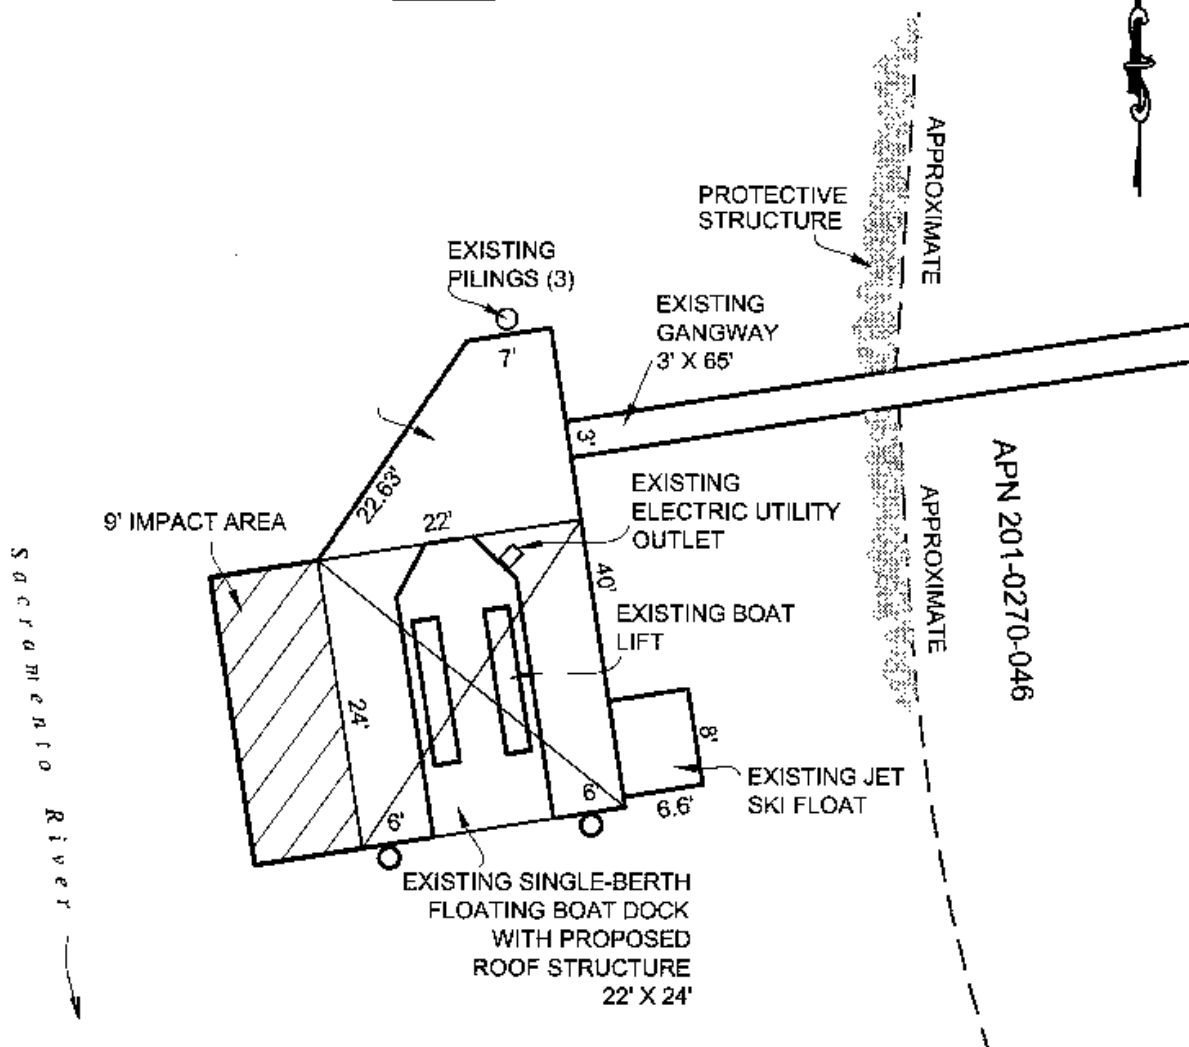 APPROXIMATE
PROTECTIVE
STRUCTURE
EXISTING
PILINGS (3)
EXISTING
GANGWAY
3' X 65'
7'
3'
22.63'
APN 201-0270-046
EXISTING
ELECTRIC UTILITY
OUTLET
APPROXIMATE
9' IMPACT AREA
22'
40'
EXISTING BOAT
LIFT
Sacramento River
24'
8'
EXISTING JET
SKI FLOAT
6'
6'
6.6'
EXISTING SINGLE-BERTH
FLOATING BOAT DOCK
WITH PROPOSED
ROOF STRUCTURE
22' X 24'